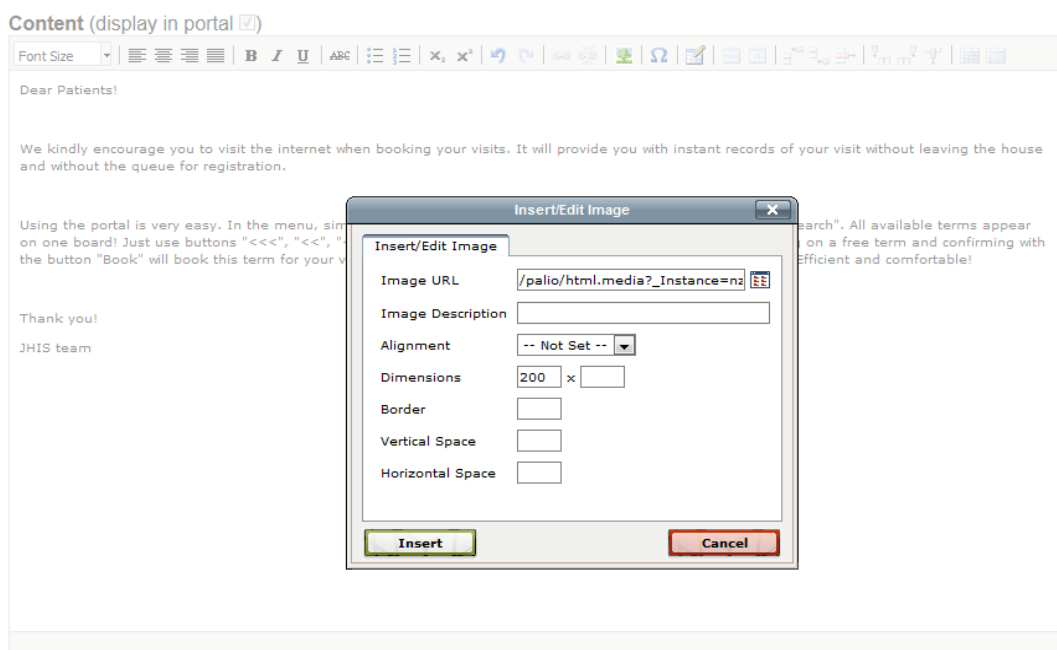 Content (display in portal ☑)
Font Size B I U ABC x₂ x² Ω
Dear Patients!
We kindly encourage you to visit the internet when booking your visits. It will provide you with instant records of your visit without leaving the house
and without the queue for registration.
Using the portal is very easy. In the menu, earch". All available terms appear
on one board! Just use buttons "<<<", "<<", on a free term and confirming with
the button "Book" will book this term for your Efficient and comfortable!
Thank you!
JHIS team
Insert/Edit Image
Insert/Edit Image
Image URL /palio/html.media?_Instance=nz
Image Description
Alignment -- Not Set --
Dimensions 200 x
Border
Vertical Space
Horizontal Space
Insert Cancel